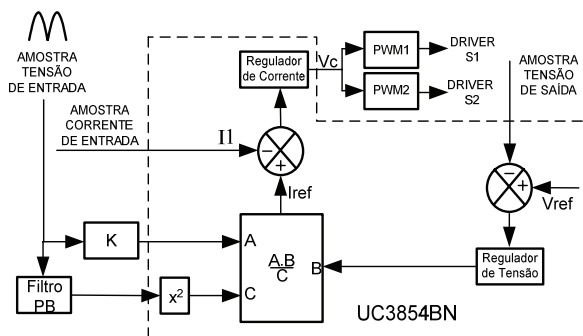 AMOSTRA
TENSÃO
DE ENTRADA
AMOSTRA
CORRENTE
DE ENTRADA
I1
Regulador
de Corrente
Vc
PWM1
PWM2
DRIVER
S1
DRIVER
S2
AMOSTRA
TENSÃO
DE SAÍDA
−
+
Iref
−
+
Vref
K
A
A.B
C
B
C
Filtro
PB
x²
Regulador
de Tensão
UC3854BN